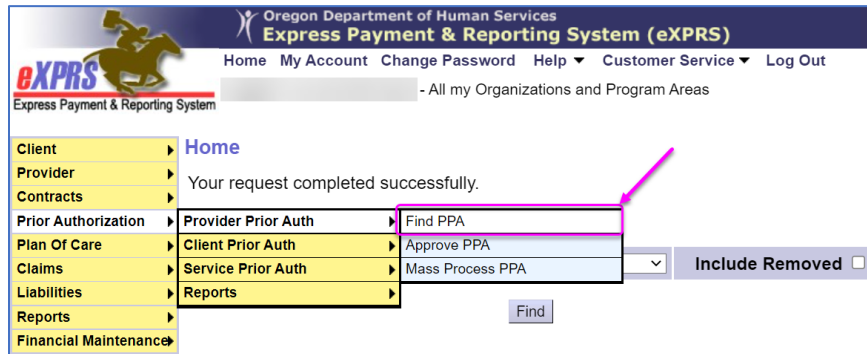 Oregon Department of Human Services
Express Payment & Reporting System (eXPRS)
Home My Account Change Password Help ▼ Customer Service ▼ Log Out
eXPRS
Express Payment & Reporting System
- All my Organizations and Program Areas
Client
Provider
Contracts
Prior Authorization
Plan Of Care
Claims
Liabilities
Reports
Financial Maintenance
Home
Your request completed successfully.
Provider Prior Auth
Client Prior Auth
Service Prior Auth
Reports
Find PPA
Approve PPA
Mass Process PPA
Include Removed
Find